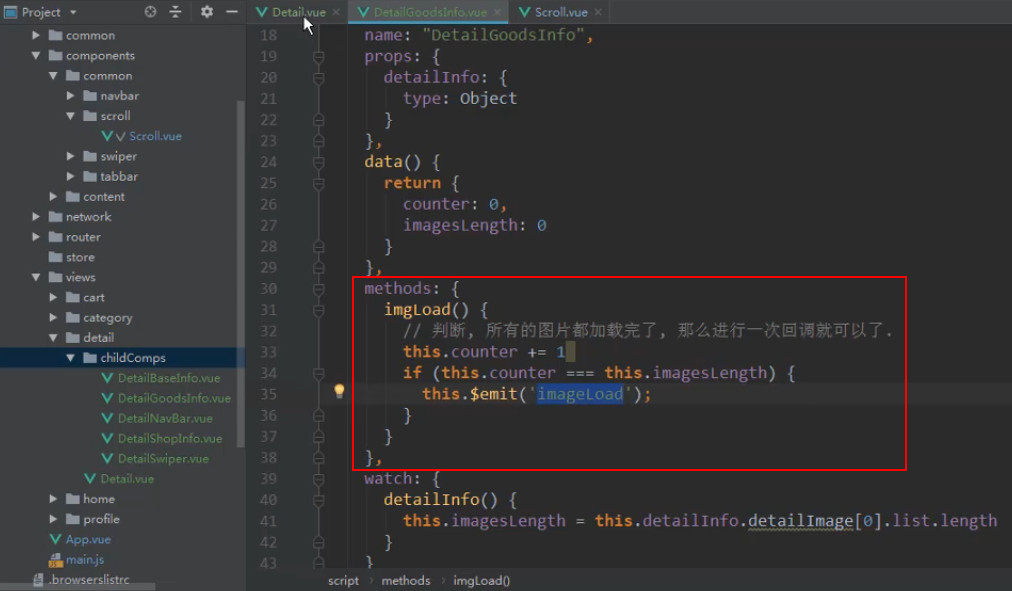 Project
Detail.vue
DetailGoodsInfo.vue
Scroll.vue
common
components
common
navbar
scroll
Scroll.vue
swiper
tabbar
content
network
router
store
views
cart
category
detail
childComps
DetailBaseInfo.vue
DetailGoodsInfo.vue
DetailNavBar.vue
DetailShopInfo.vue
DetailSwiper.vue
Detail.vue
home
profile
App.vue
main.js
.browserslistrc
18 name: "DetailGoodsInfo",
19 props: {
20 detailInfo: {
21 type: Object
22 }
23 },
24 data() {
25 return {
26 counter: 0,
27 imagesLength: 0
28 }
29 },
30 methods: {
31 imgLoad() {
32 // 判断, 所有的图片都加载完了, 那么进行一次回调就可以了.
33 this.counter += 1
34 if (this.counter === this.imagesLength) {
35 this.$emit('imageLoad');
36 }
37 }
38 },
39 watch: {
40 detailInfo() {
41 this.imagesLength = this.detailInfo.detailImage[0].list.length
42 }
43 }
script › methods › imgLoad()